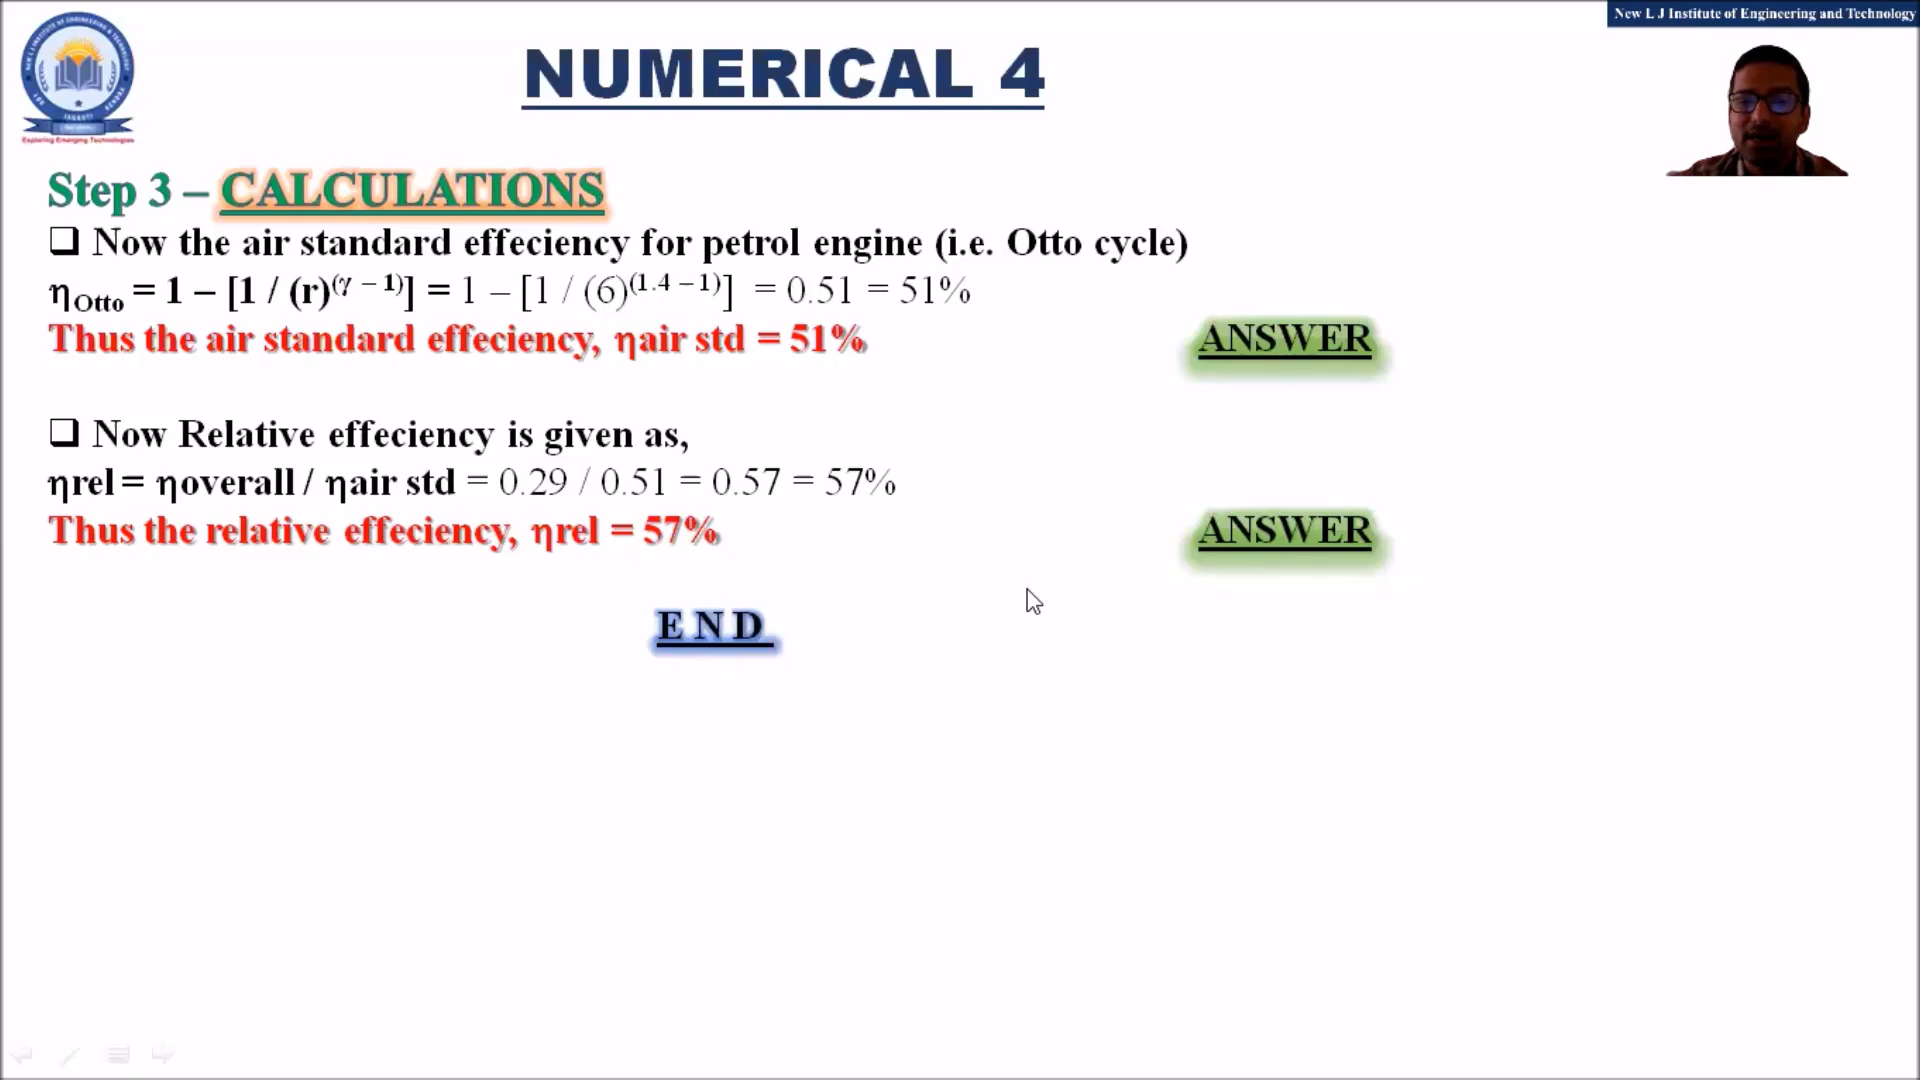 New L J Institute of Engineering and Technology
NUMERICAL 4
Exploring Emerging Technologies
Step 3 – CALCULATIONS
❑ Now the air standard effeciency for petrol engine (i.e. Otto cycle)
ηOtto = 1 – [1 / (r)(γ – 1)] = 1 – [1 / (6)(1.4 – 1)] = 0.51 = 51%
Thus the air standard effeciency, ηair std = 51%
ANSWER
❑ Now Relative effeciency is given as,
ηrel = ηoverall / ηair std = 0.29 / 0.51 = 0.57 = 57%
Thus the relative effeciency, ηrel = 57%
ANSWER
E N D